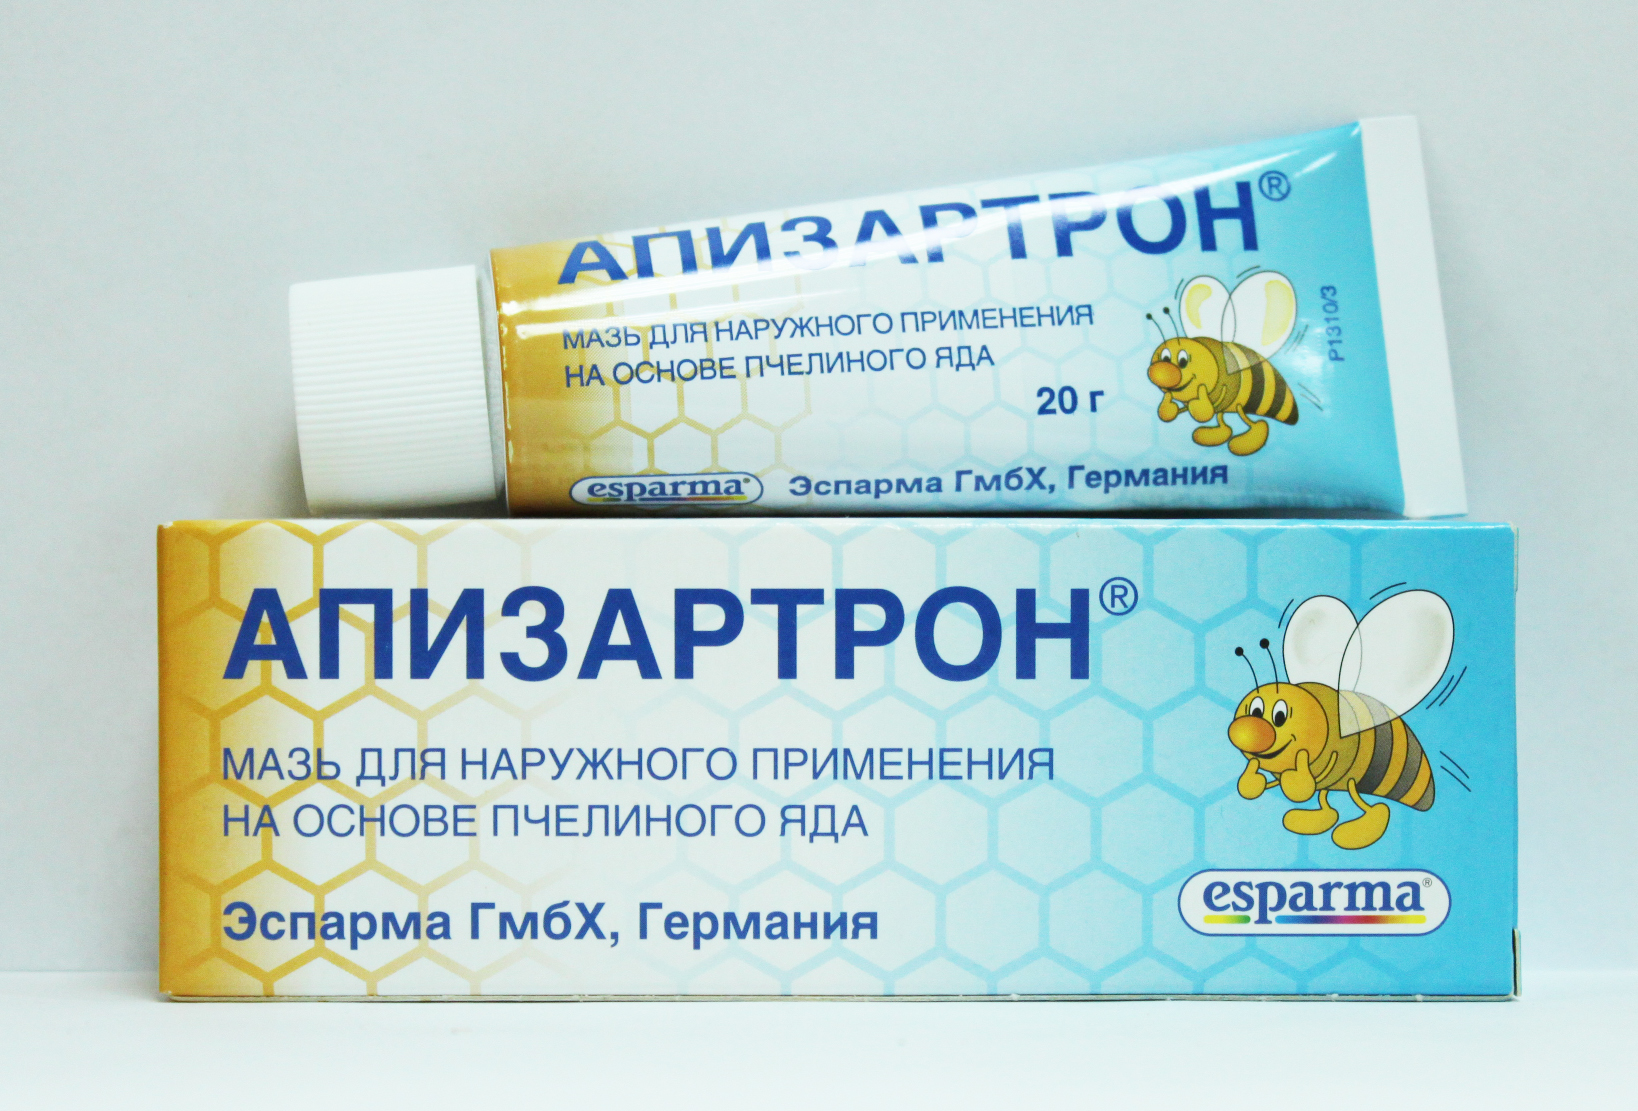 АПИЗАРТРОН®
МАЗЬ ДЛЯ НАРУЖНОГО ПРИМЕНЕНИЯ
НА ОСНОВЕ ПЧЕЛИНОГО ЯДА
20 г
P1310/3
esparma® Эспарма ГмбХ, Германия
АПИЗАРТРОН®
МАЗЬ ДЛЯ НАРУЖНОГО ПРИМЕНЕНИЯ
НА ОСНОВЕ ПЧЕЛИНОГО ЯДА
Эспарма ГмбХ, Германия
esparma®